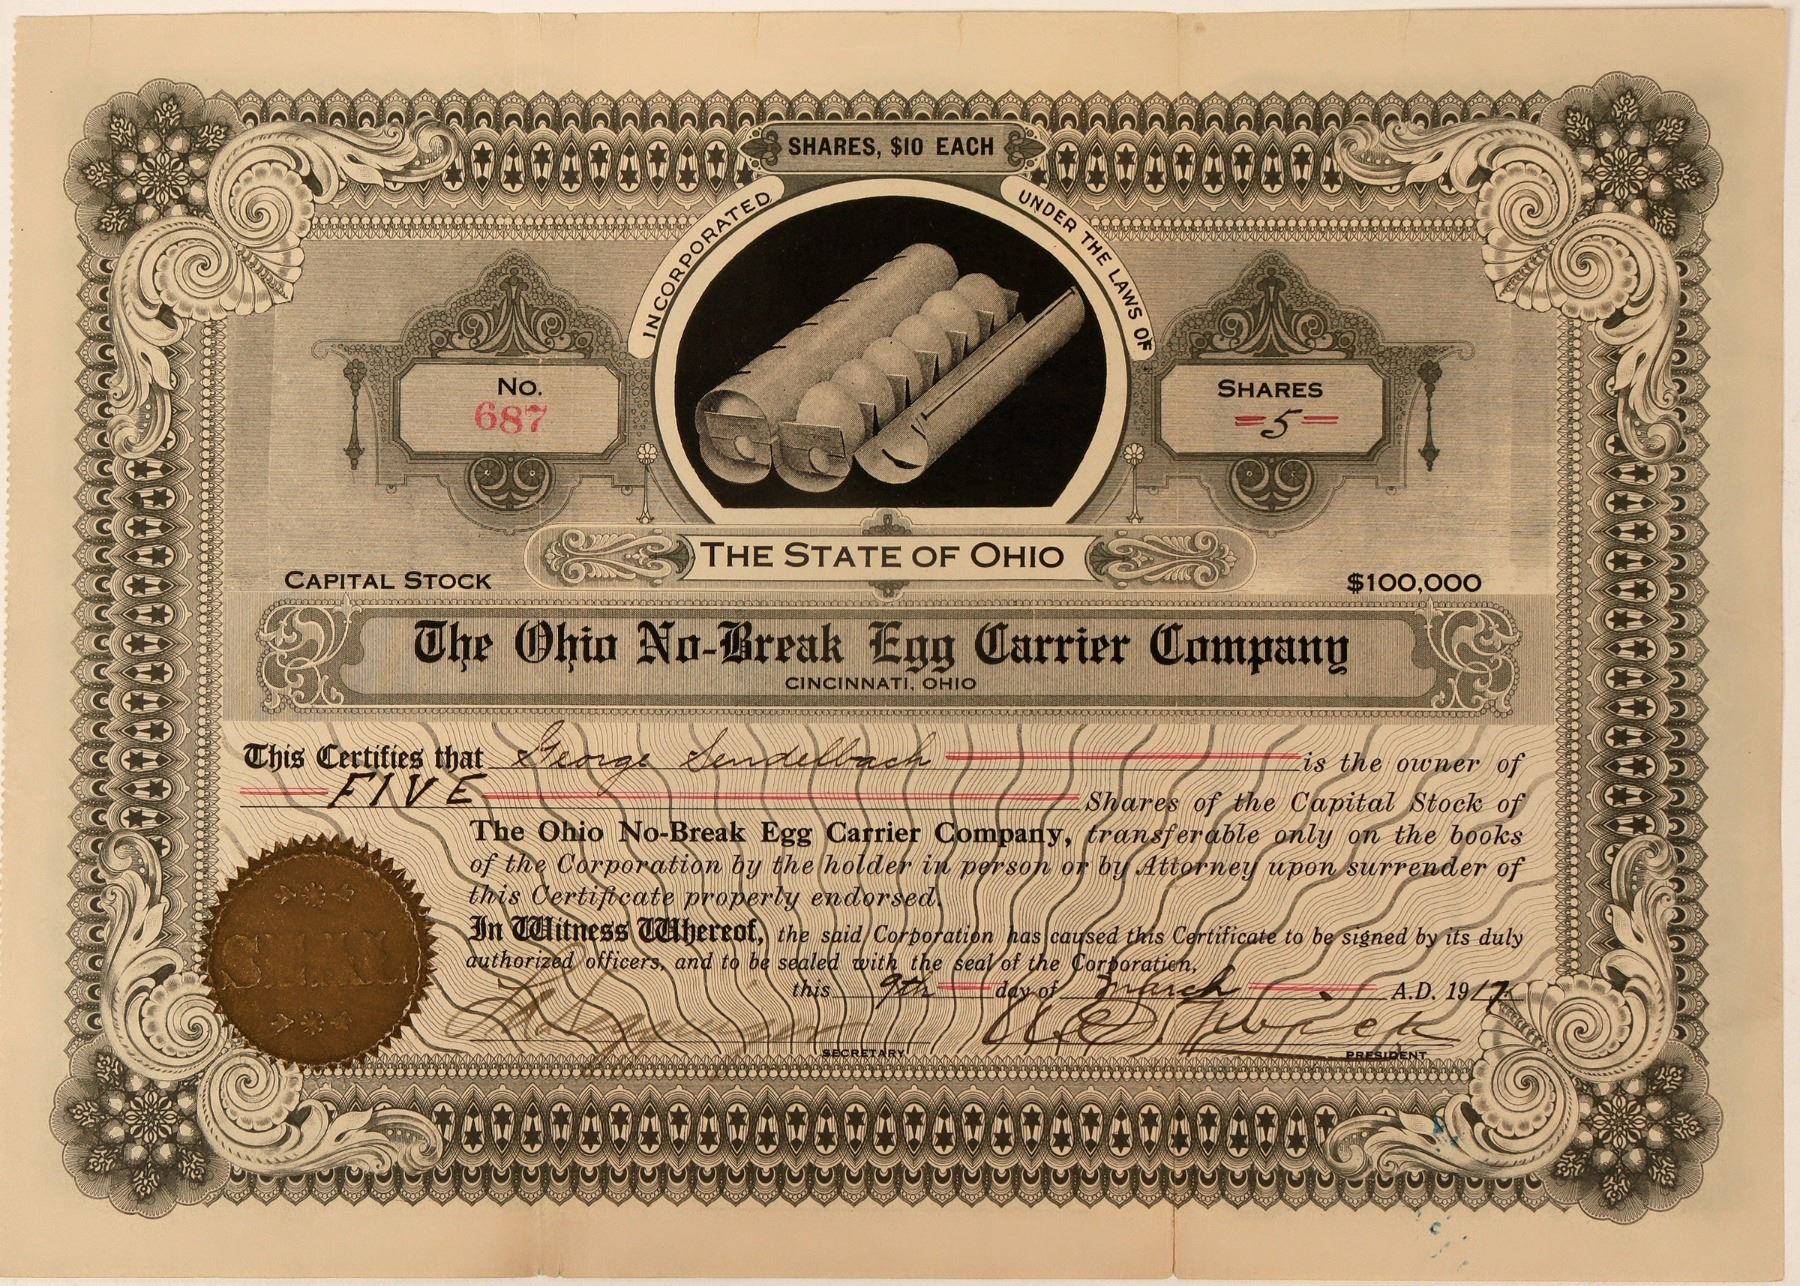 SHARES, $10 EACH
INCORPORATED
UNDER THE LAWS OF
No.
687
SHARES
5
THE STATE OF OHIO
CAPITAL STOCK
$100,000
The Ohio No-Break Egg Carrier Company
CINCINNATI, OHIO
This Certifies that George Sendelbach is the owner of
FIVE Shares of the Capital Stock of
The Ohio No-Break Egg Carrier Company, transferable only on the books
of the Corporation by the holder in person or by Attorney upon surrender of
this Certificate properly endorsed.
In Witness Whereof, the said Corporation has caused this Certificate to be signed by its duly
authorized officers, and to be sealed with the seal of the Corporation,
this 9th day of March A.D. 1917
SECRETARY
PRESIDENT